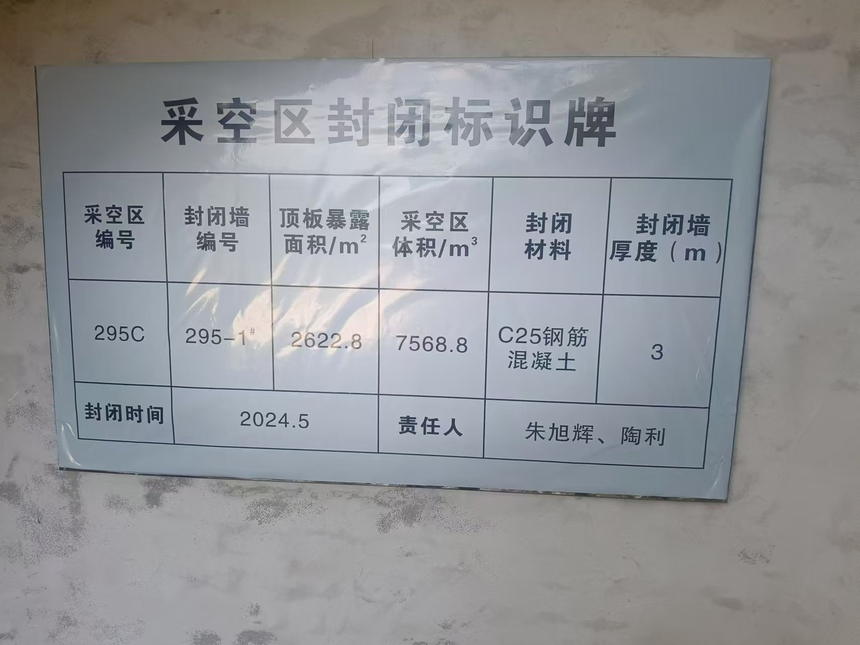 采空区封闭标识牌
采空区编号 封闭墙编号 顶板暴露面积/m² 采空区体积/m³ 封闭材料 封闭墙厚度（m）
295C 295-1# 2622.8 7568.8 C25钢筋混凝土 3
封闭时间 2024.5 责任人 朱旭辉、陶利